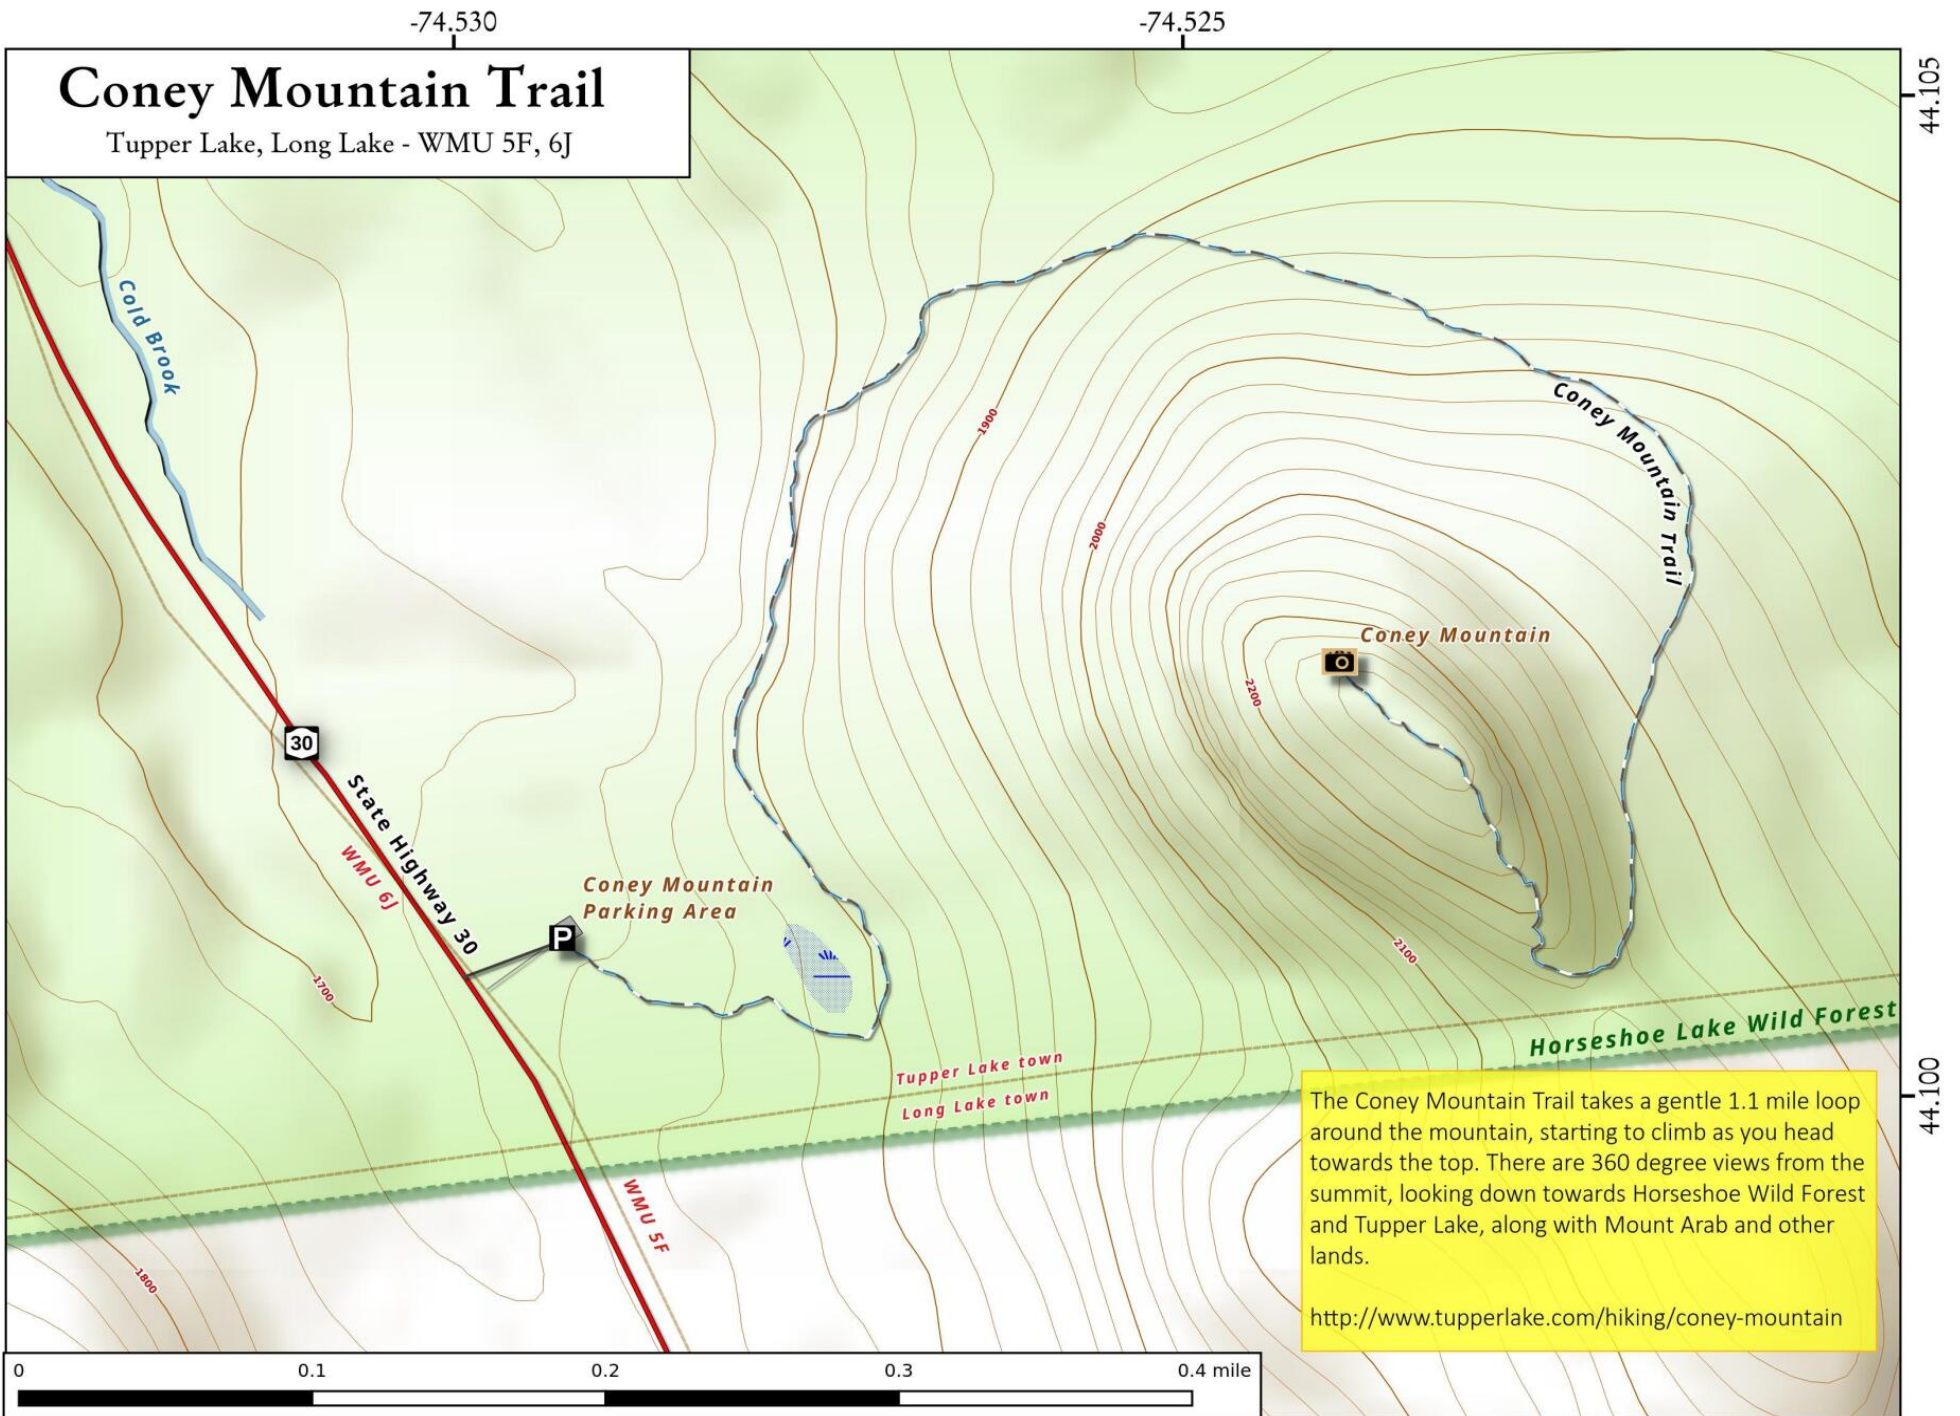 -74.530
-74.525
Coney Mountain Trail
Tupper Lake, Long Lake - WMU 5F, 6J
44.105
Cold Brook
1900
Coney Mountain Trail
2000
Coney Mountain
2200
30
State Highway 30
WMU 6J
Coney Mountain
Parking Area
P
2100
1700
Horseshoe Lake Wild Forest
Tupper Lake town
Long Lake town
44.100
WMU 5F
1800
The Coney Mountain Trail takes a gentle 1.1 mile loop
around the mountain, starting to climb as you head
towards the top. There are 360 degree views from the
summit, looking down towards Horseshoe Wild Forest
and Tupper Lake, along with Mount Arab and other
lands.
http://www.tupperlake.com/hiking/coney-mountain
0 0.1 0.2 0.3 0.4 mile